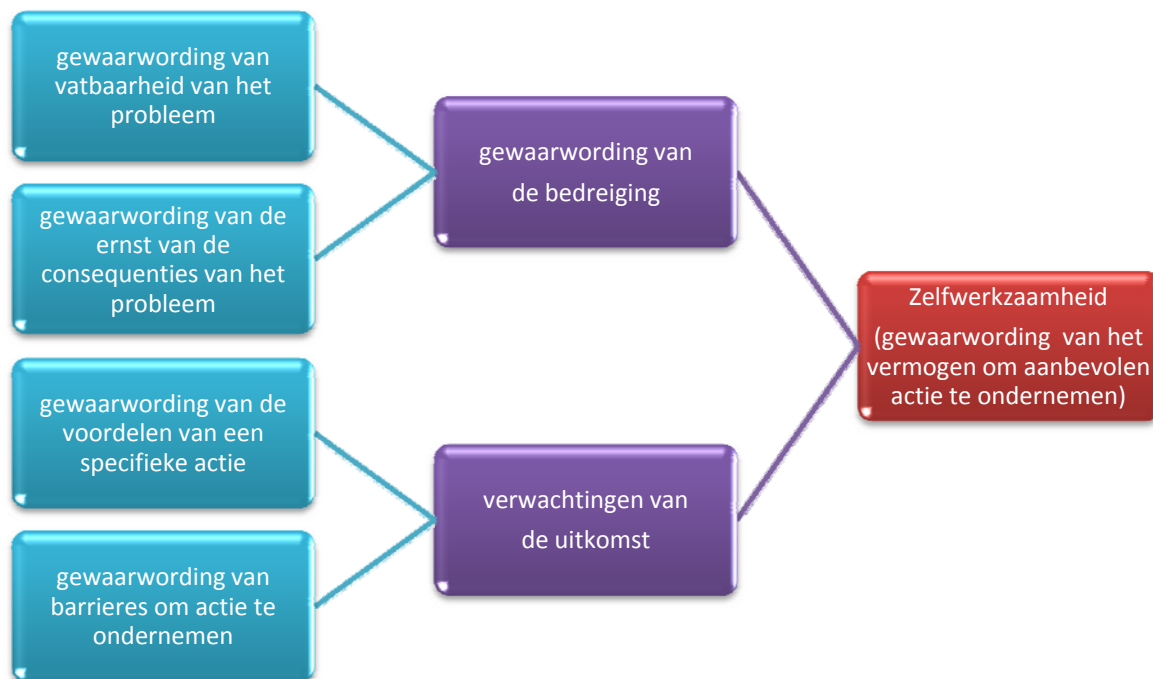 gewaarwording van
vatbaarheid van het
probleem
gewaarwording van de
ernst van de
consequenties van het
probleem
gewaarwording van de
voordelen van een
specifieke actie
gewaarwording van
barrieres om actie te
ondernemen
gewaarwording van
de bedreiging
verwachtingen van
de uitkomst
Zelfwerkzaamheid
(gewaarwording van het
vermogen om aanbevolen
actie te ondernemen)